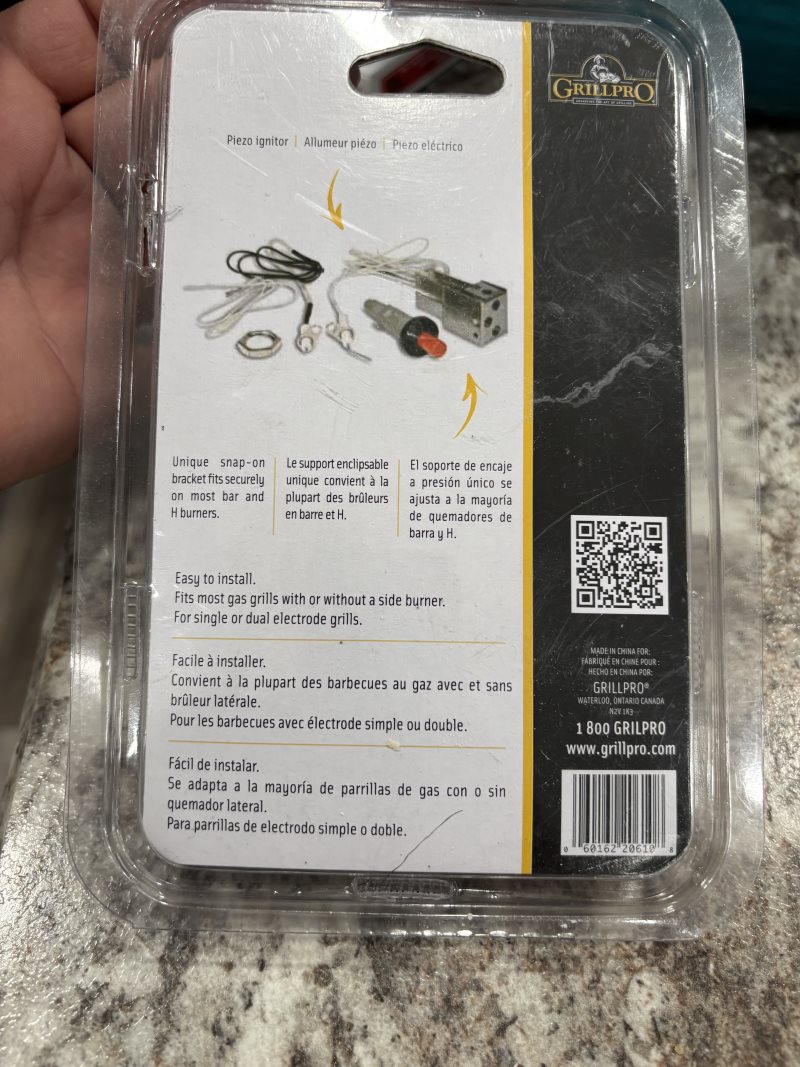 GRILLPRO
Piezo ignitor | Allumeur piézo | Piezo eléctrico
Unique snap-on
bracket fits securely
on most bar and
H burners.
Le support enclipsable
unique convient à la
plupart des brûleurs
en barre et H.
El soporte de encaje
a presión único se
ajusta a la mayoría
de quemadores de
barra y H.
Easy to install.
Fits most gas grills with or without a side burner.
For single or dual electrode grills.
Facile à installer.
Convient à la plupart des barbecues au gaz avec et sans
brûleur latérale.
Pour les barbecues avec électrode simple ou double.
Fácil de instalar.
Se adapta a la mayoría de parrillas de gas con o sin
quemador lateral.
Para parrillas de electrodo simple o doble.
MADE IN CHINA FOR:
FABRIQUÉ EN CHINE POUR :
HECHO EN CHINA POR:
GRILLPRO®
WATERLOO, ONTARIO CANADA
N2V 1K3
1 800 GRILPRO
www.grillpro.com
0 60162 20610 8